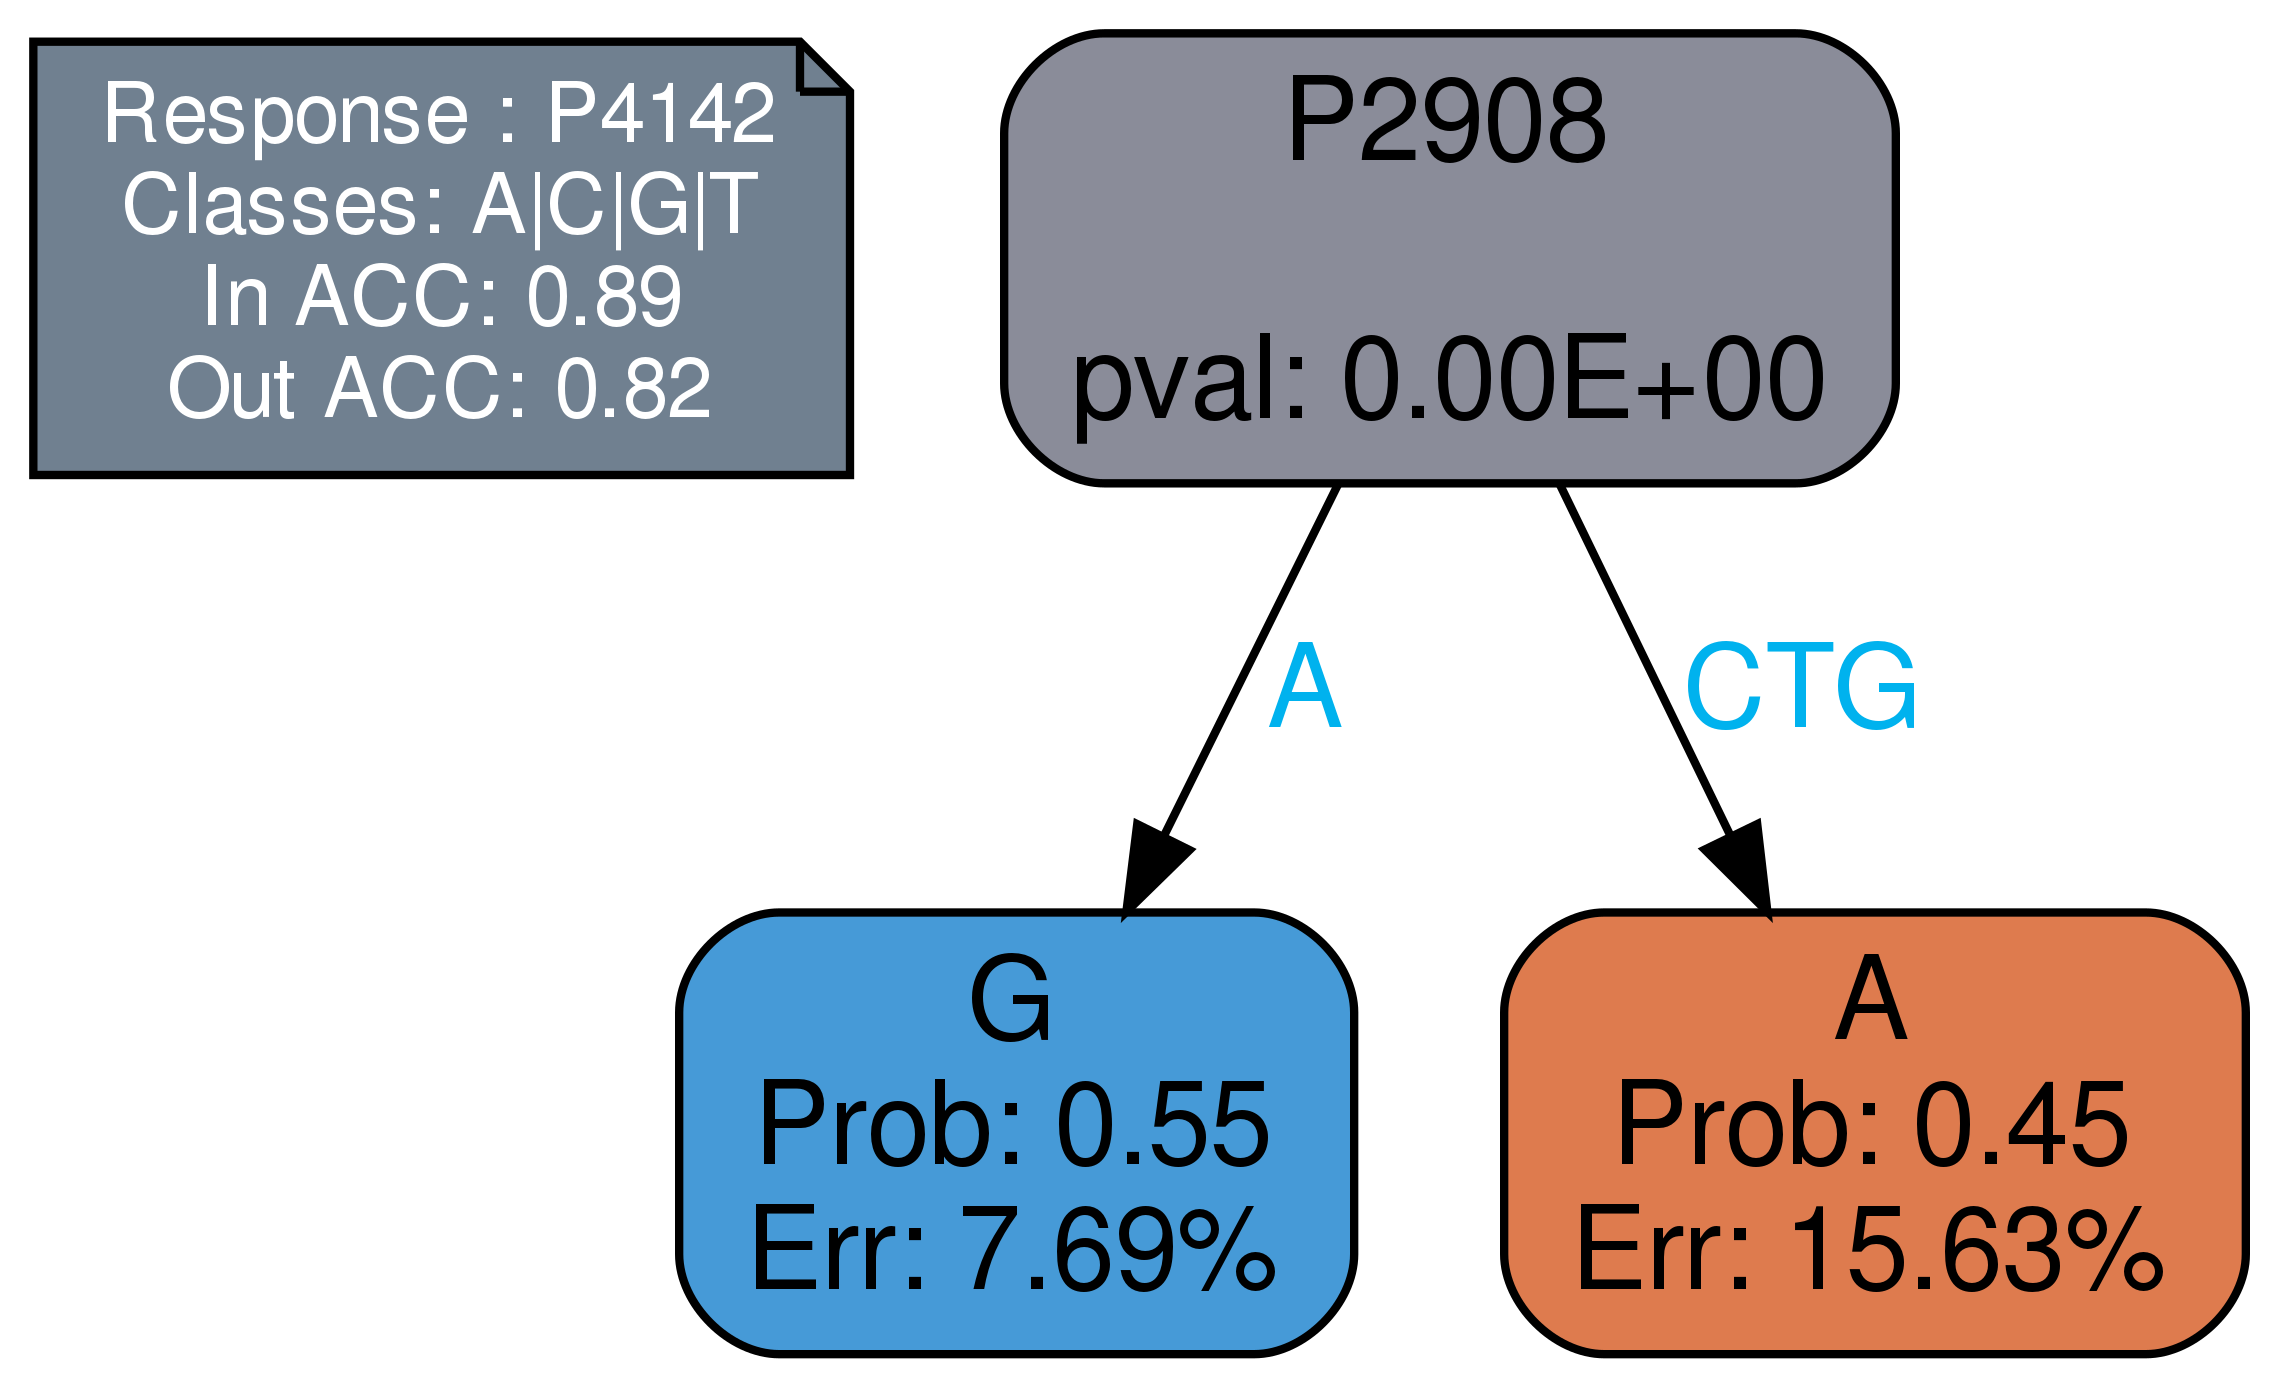 Response : P4142
Classes: A|C|G|T
In ACC: 0.89
Out ACC: 0.82
P2908
pval: 0.00E+00
A
CTG
G
Prob: 0.55
Err: 7.69%
A
Prob: 0.45
Err: 15.63%